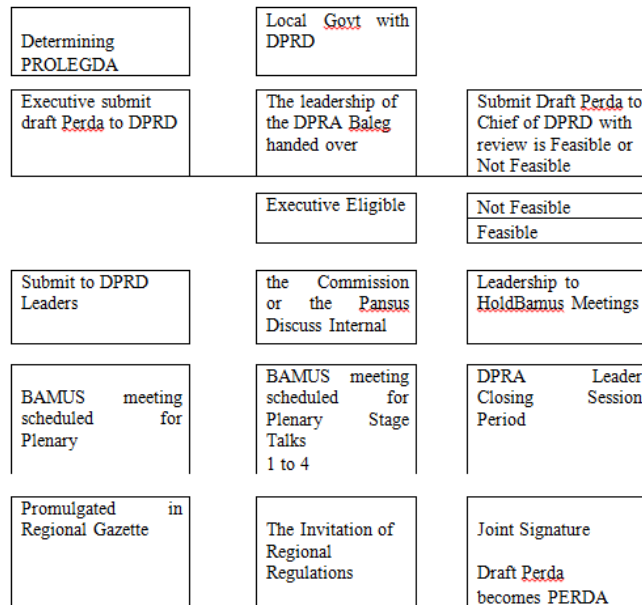 Determining
PROLEGDA
Local Govt with
DPRD
Executive submit
draft Perda to DPRD
The leadership of
the DPRA Baleg
handed over
Submit Draft Perda to
Chief of DPRD with
review is Feasible or
Not Feasible
Executive Eligible
Not Feasible
Feasible
Submit to DPRD
Leaders
the Commission
or the Pansus
Discuss Internal
Leadership to
HoldBamus Meetings
BAMUS meeting
scheduled for
Plenary
BAMUS meeting
scheduled for
Plenary Stage
Talks
1 to 4
DPRA Leader
Closing Session
Period
Promulgated in
Regional Gazette
The Invitation of
Regional
Regulations
Joint Signature
Draft Perda
becomes PERDA